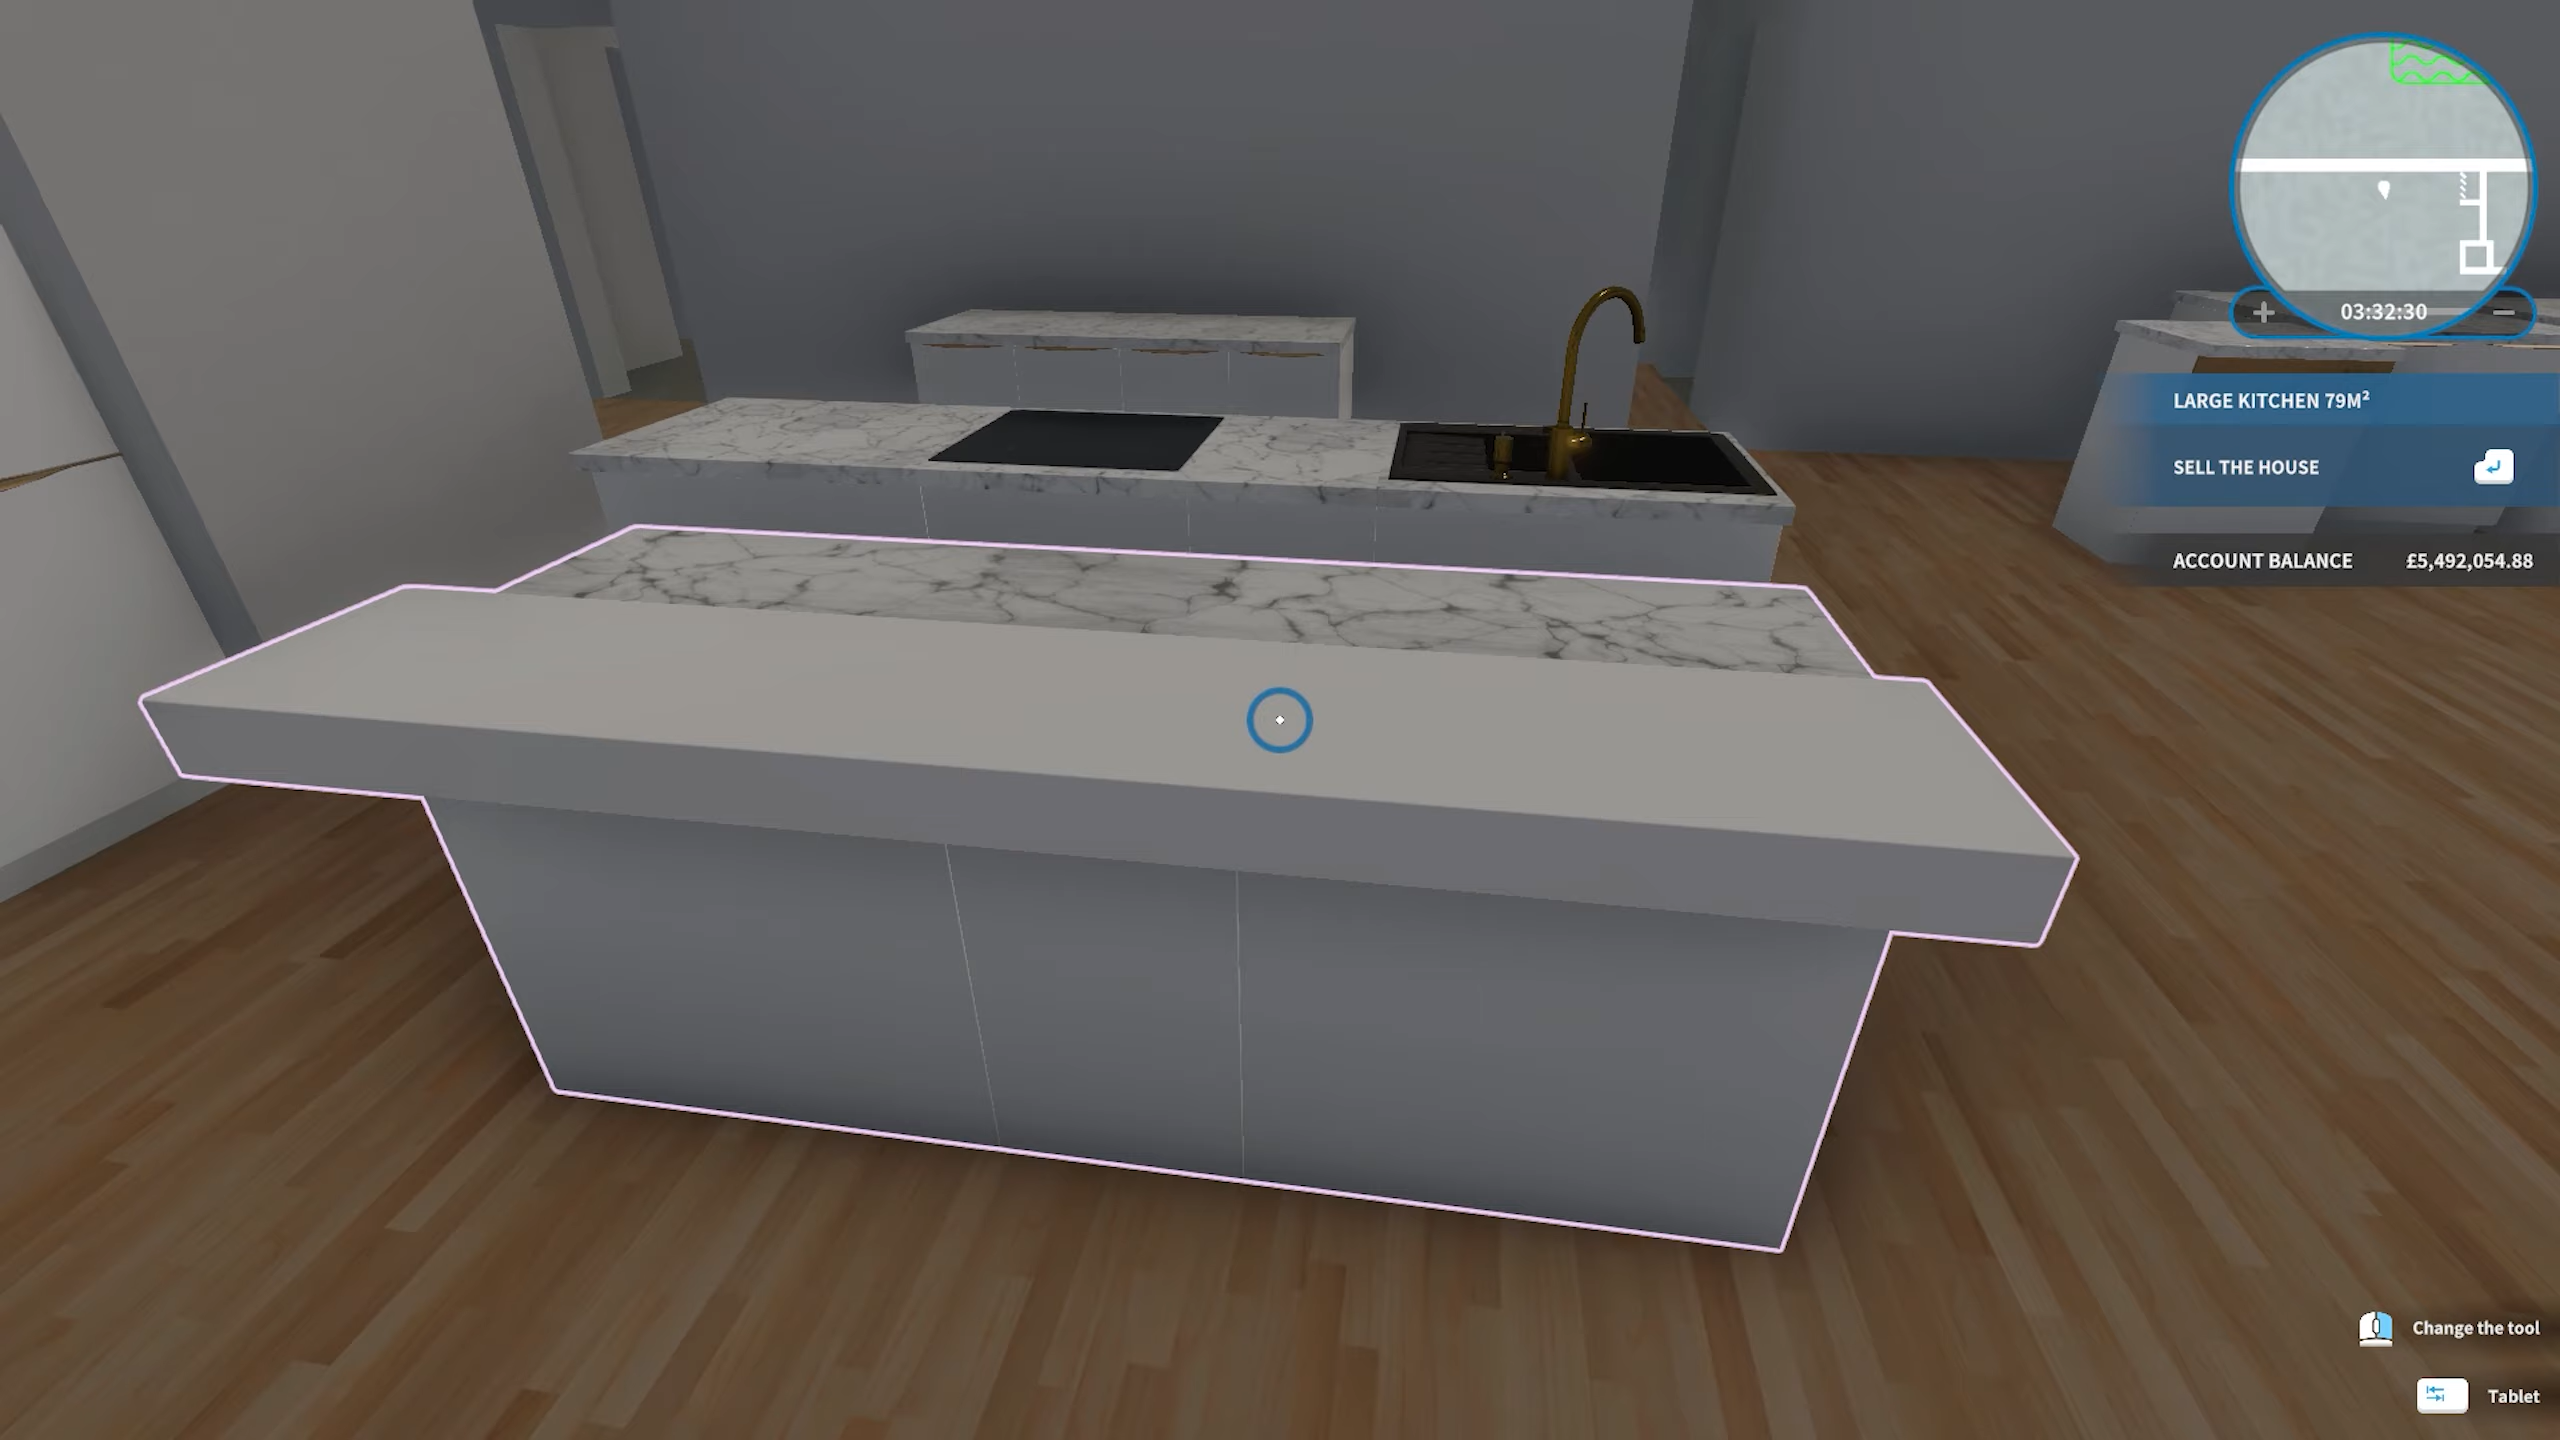 03:32:30
LARGE KITCHEN 79M²
SELL THE HOUSE
ACCOUNT BALANCE £5,492,054.88
Change the tool
Tablet